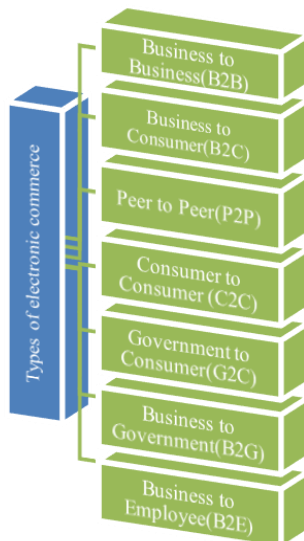 Types of electronic commerce
Business to
Business(B2B)
Business to
Consumer(B2C)
Peer to Peer(P2P)
Consumer to
Consumer (C2C)
Government to
Consumer(G2C)
Business to
Government(B2G)
Business to
Employee(B2E)